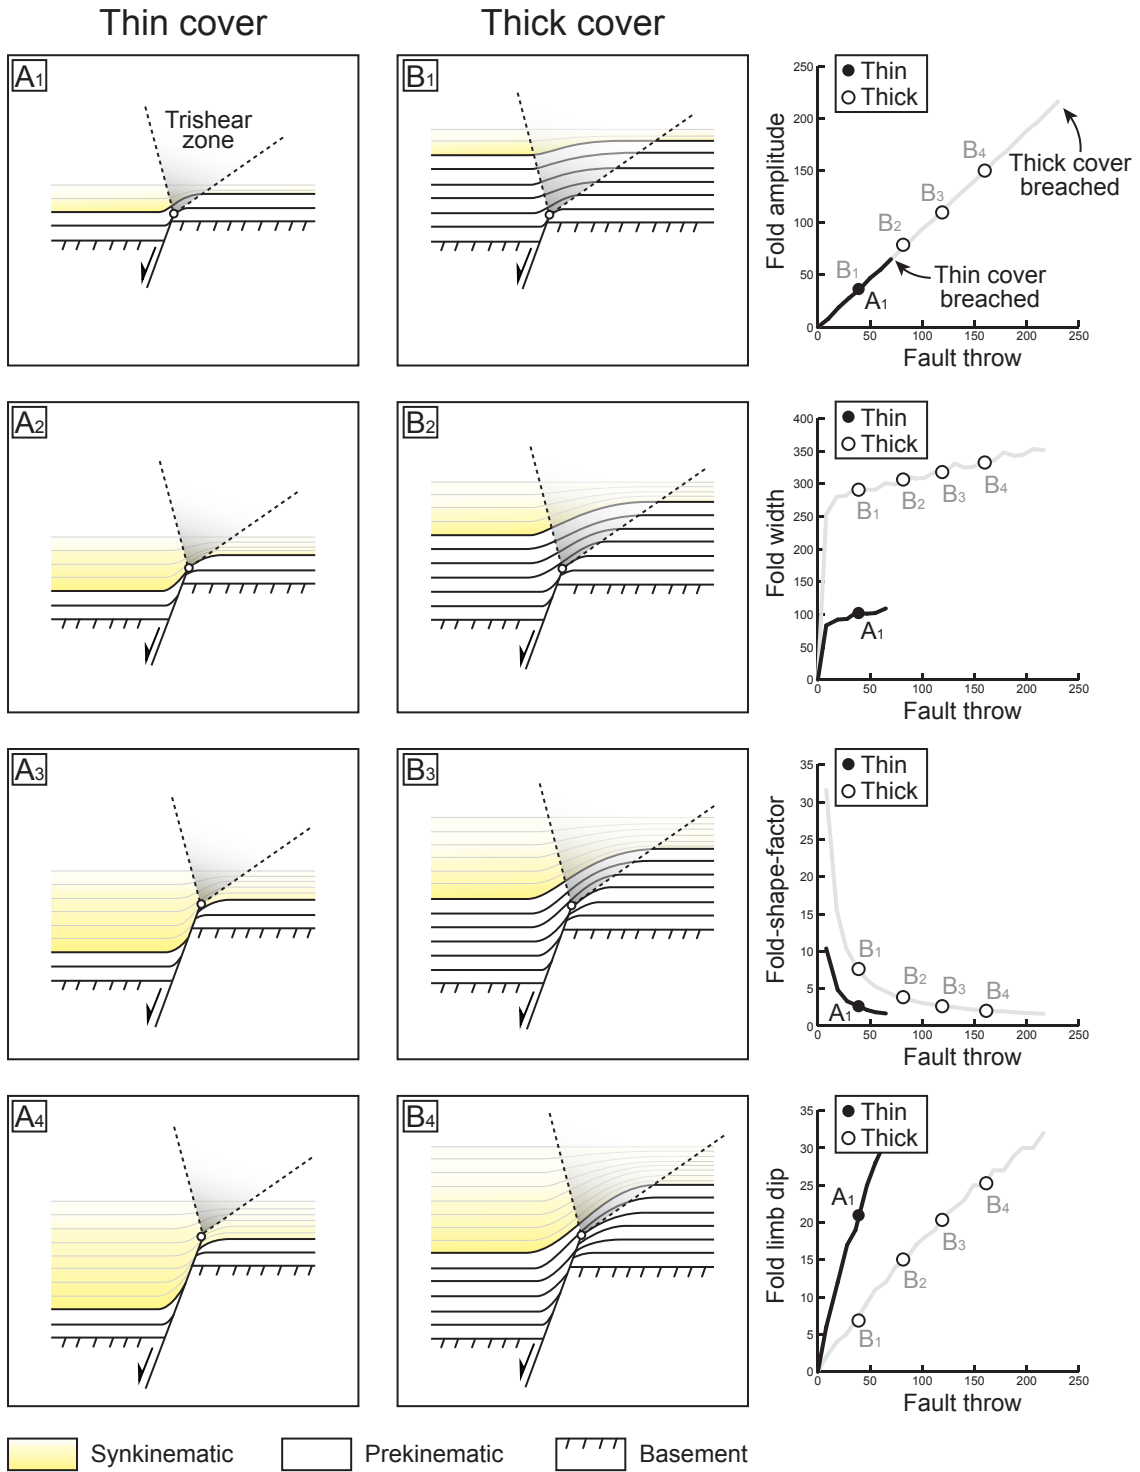 Thin cover
Thick cover
A1
Trishear
zone
B1
Fold amplitude
250
200
150
100
50
0
Thin
Thick
B4
B3
B2
B1
A1
Thick cover
breached
Thin cover
breached
0 50 100 150 200 250
Fault throw
A2
B2
Fold width
400
350
300
250
200
150
100
50
0
Thin
Thick
B1
B2
B3
B4
A1
0 50 100 150 200 250
Fault throw
A3
B3
Fold-shape-factor
35
30
25
20
15
10
5
0
Thin
Thick
B1
B2
B3
B4
A1
0 50 100 150 200 250
Fault throw
A4
B4
Fold limb dip
35
30
25
20
15
10
5
0
Thin
Thick
A1
B4
B3
B2
B1
0 50 100 150 200 250
Fault throw
Synkinematic
Prekinematic
Basement